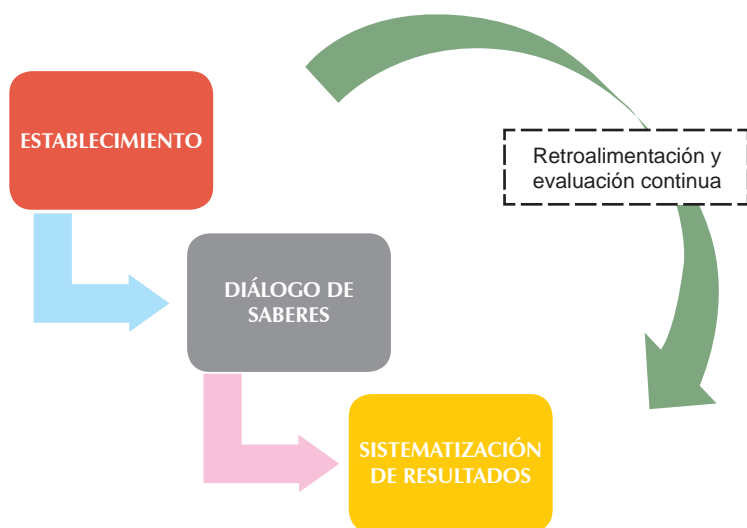 ESTABLECIMIENTO
Retroalimentación y
evaluación continua
DIÁLOGO DE
SABERES
SISTEMATIZACIÓN
DE RESULTADOS